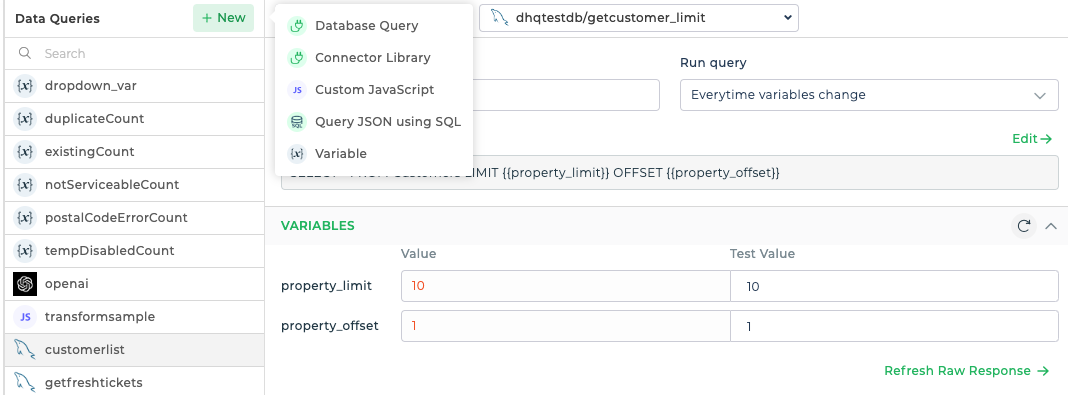 Data Queries
+ New
Search
{x} dropdown_var
{x} duplicateCount
{x} existingCount
{x} notServiceableCount
{x} postalCodeErrorCount
{x} tempDisabledCount
openai
JS transformsample
customerlist
getfreshtickets
Database Query
Connector Library
JS Custom JavaScript
SQL Query JSON using SQL
{x} Variable
dhqtestdb/getcustomer_limit
Run query
Everytime variables change
Edit
LIMIT {{property_limit}} OFFSET {{property_offset}}
VARIABLES
Value Test Value
property_limit 10 10
property_offset 1 1
Refresh Raw Response